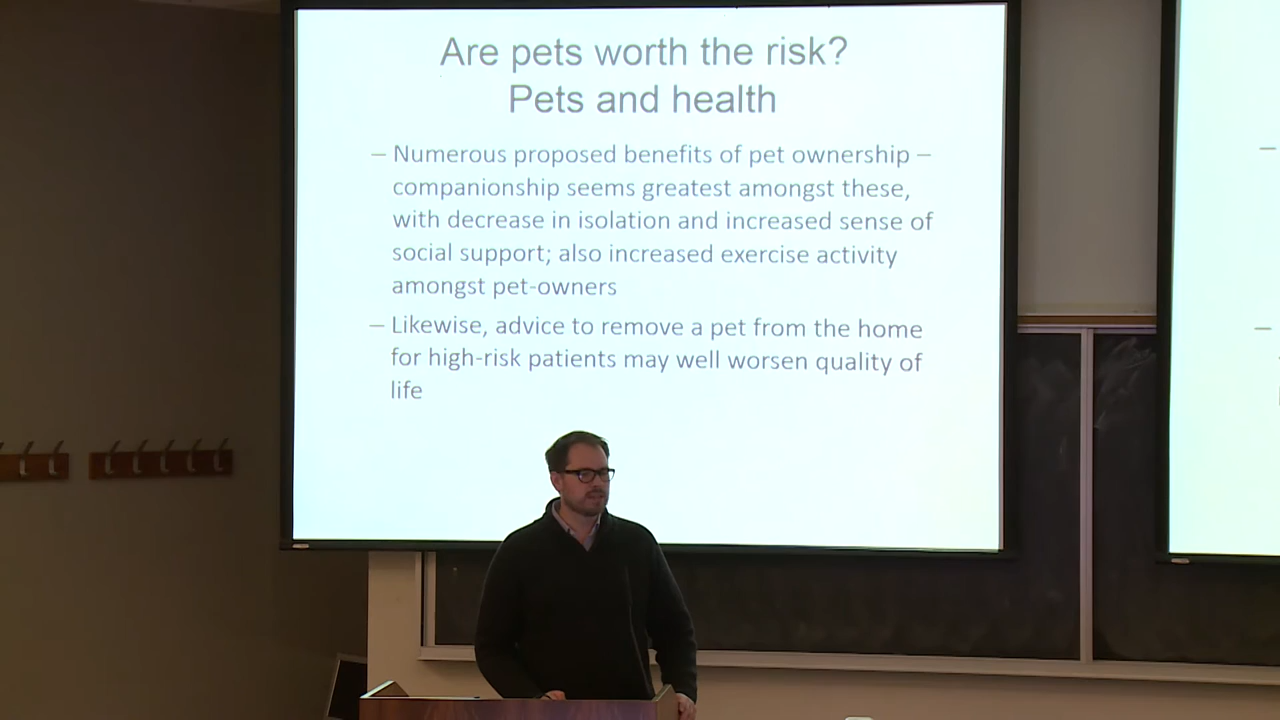 Are pets worth the risk?
Pets and health
– Numerous proposed benefits of pet ownership –
companionship seems greatest amongst these,
with decrease in isolation and increased sense of
social support; also increased exercise activity
amongst pet-owners
– Likewise, advice to remove a pet from the home
for high-risk patients may well worsen quality of
life